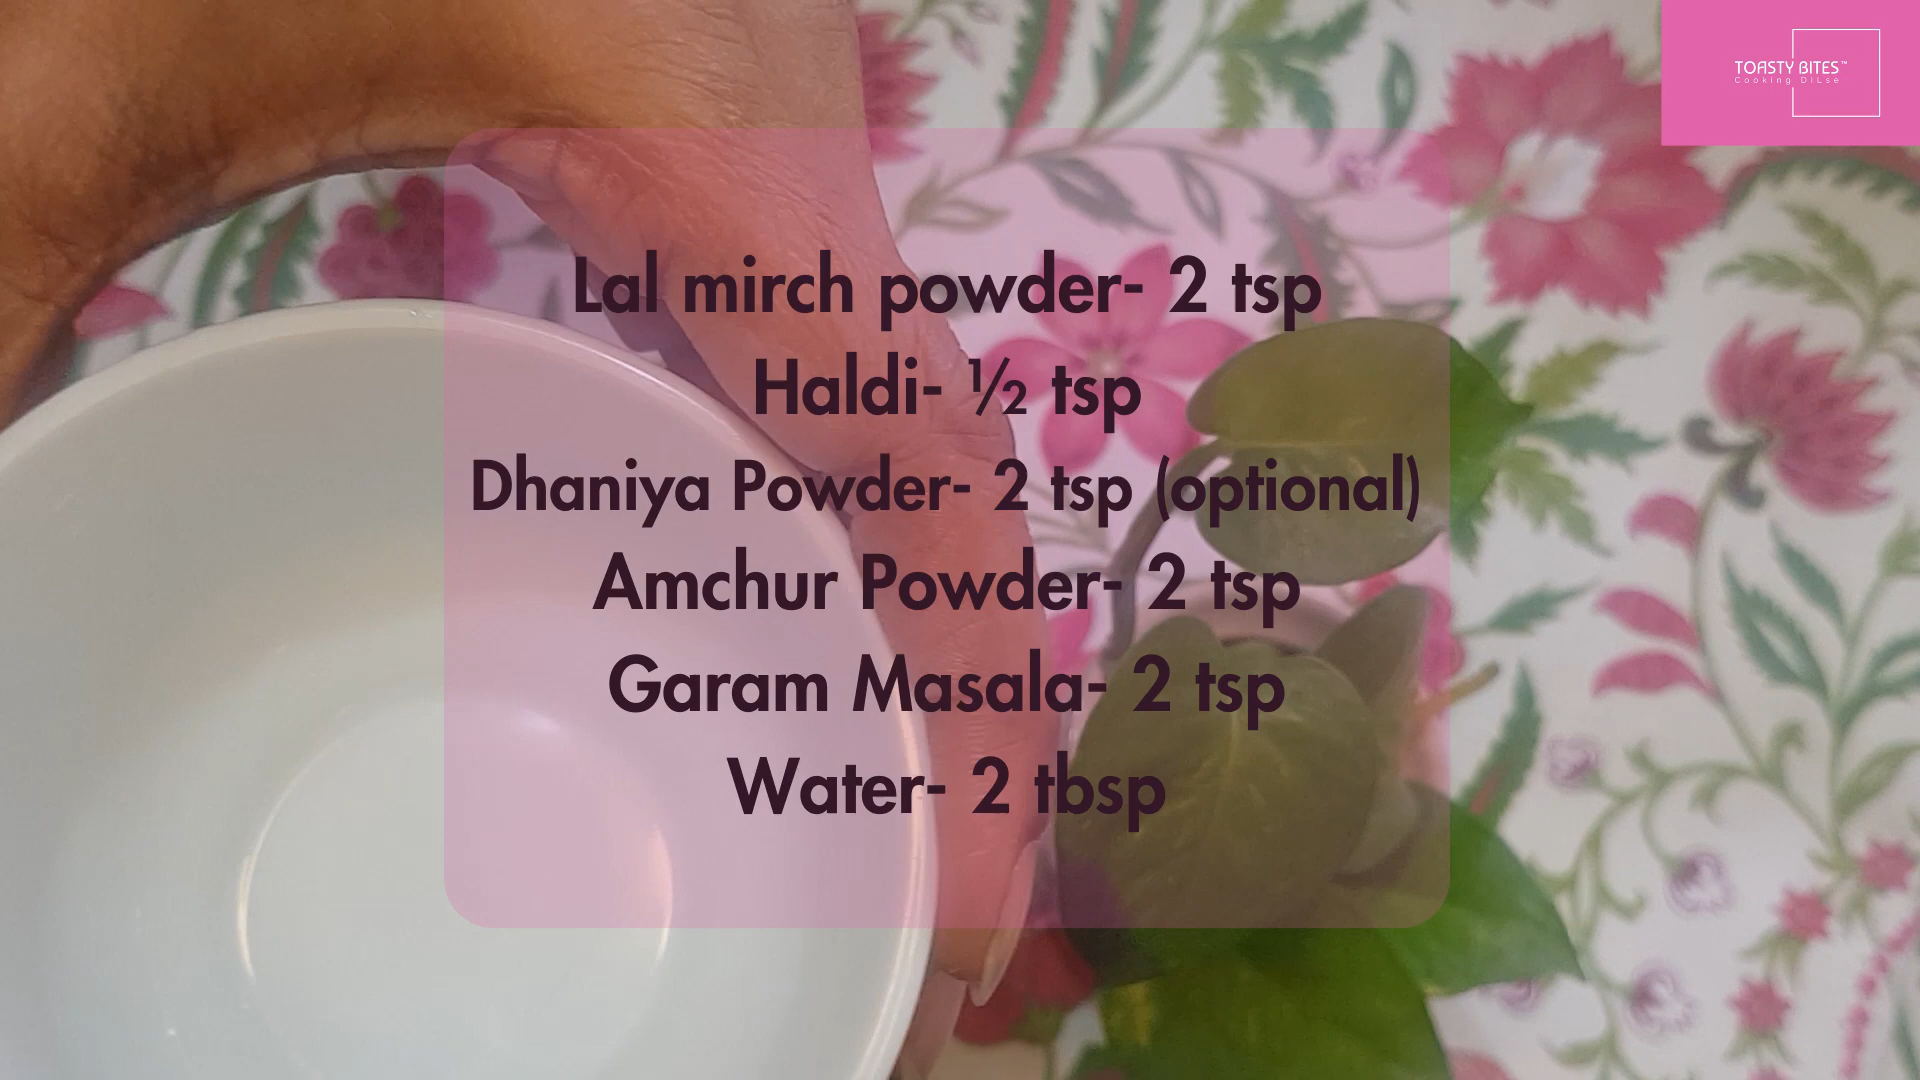 TOASTY BITES™
Cooking DiLse
Lal mirch powder- 2 tsp
Haldi- ½ tsp
Dhaniya Powder- 2 tsp (optional)
Amchur Powder- 2 tsp
Garam Masala- 2 tsp
Water- 2 tbsp